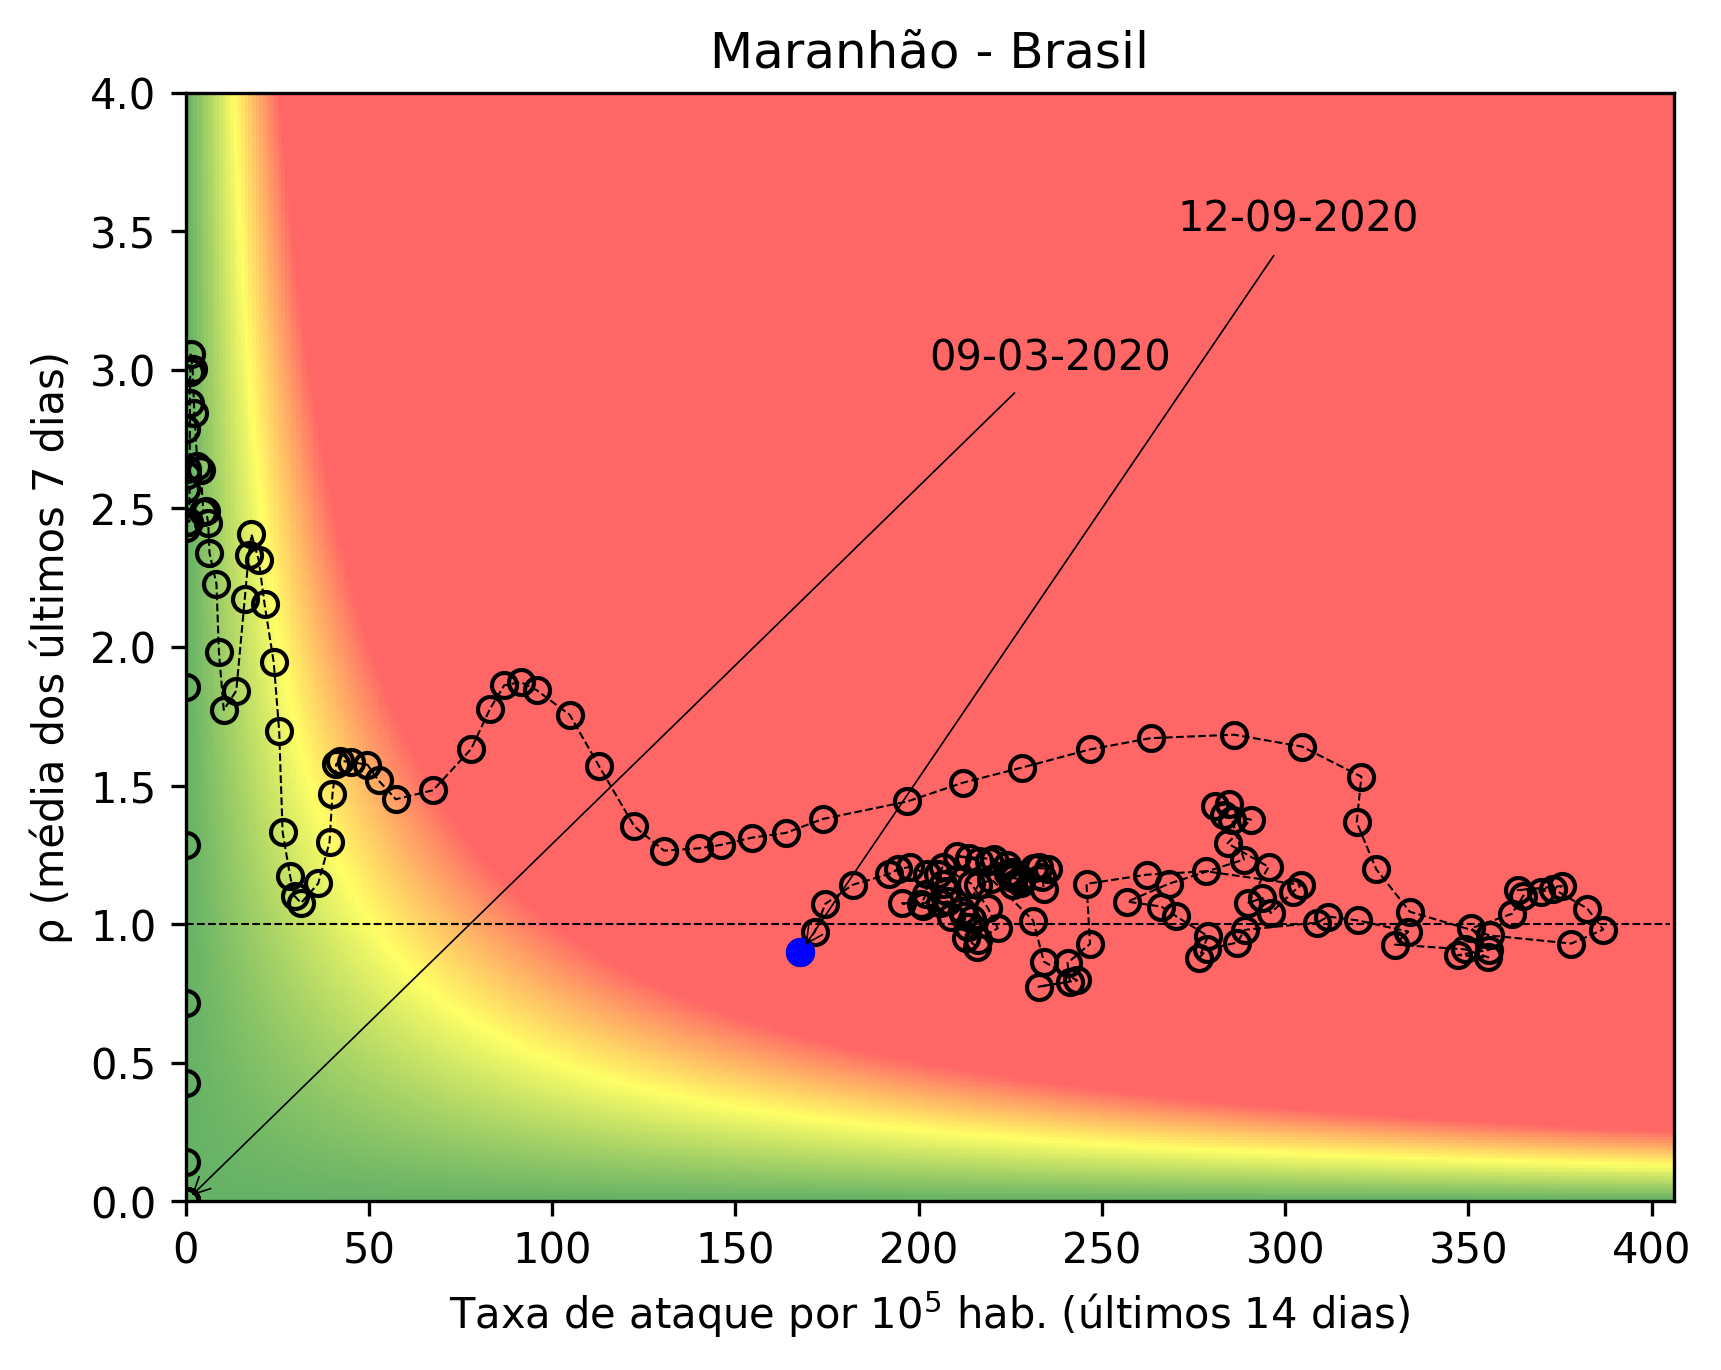 Maranhão - Brasil
4.0
3.5
3.0
2.5
2.0
1.5
1.0
0.5
0.0
ρ (média dos últimos 7 dias)
12-09-2020
09-03-2020
0 50 100 150 200 250 300 350 400
Taxa de ataque por 10⁵ hab. (últimos 14 dias)